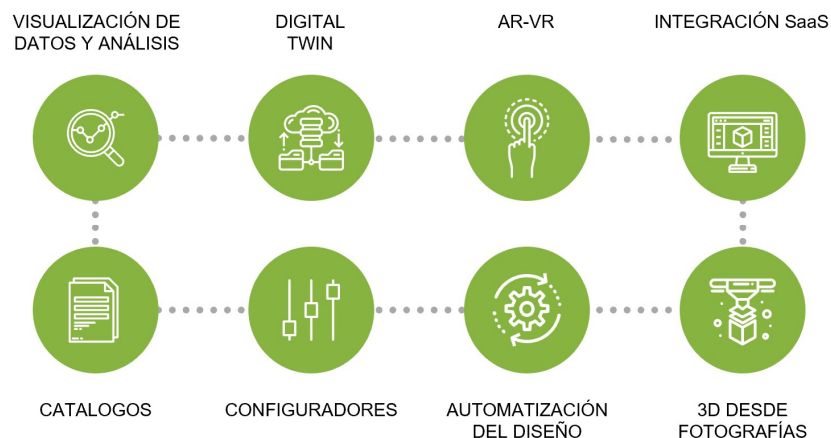 VISUALIZACIÓN DE
DATOS Y ANÁLISIS
DIGITAL
TWIN
AR-VR
INTEGRACIÓN SaaS
CATALOGOS
CONFIGURADORES
AUTOMATIZACIÓN
DEL DISEÑO
3D DESDE
FOTOGRAFÍAS